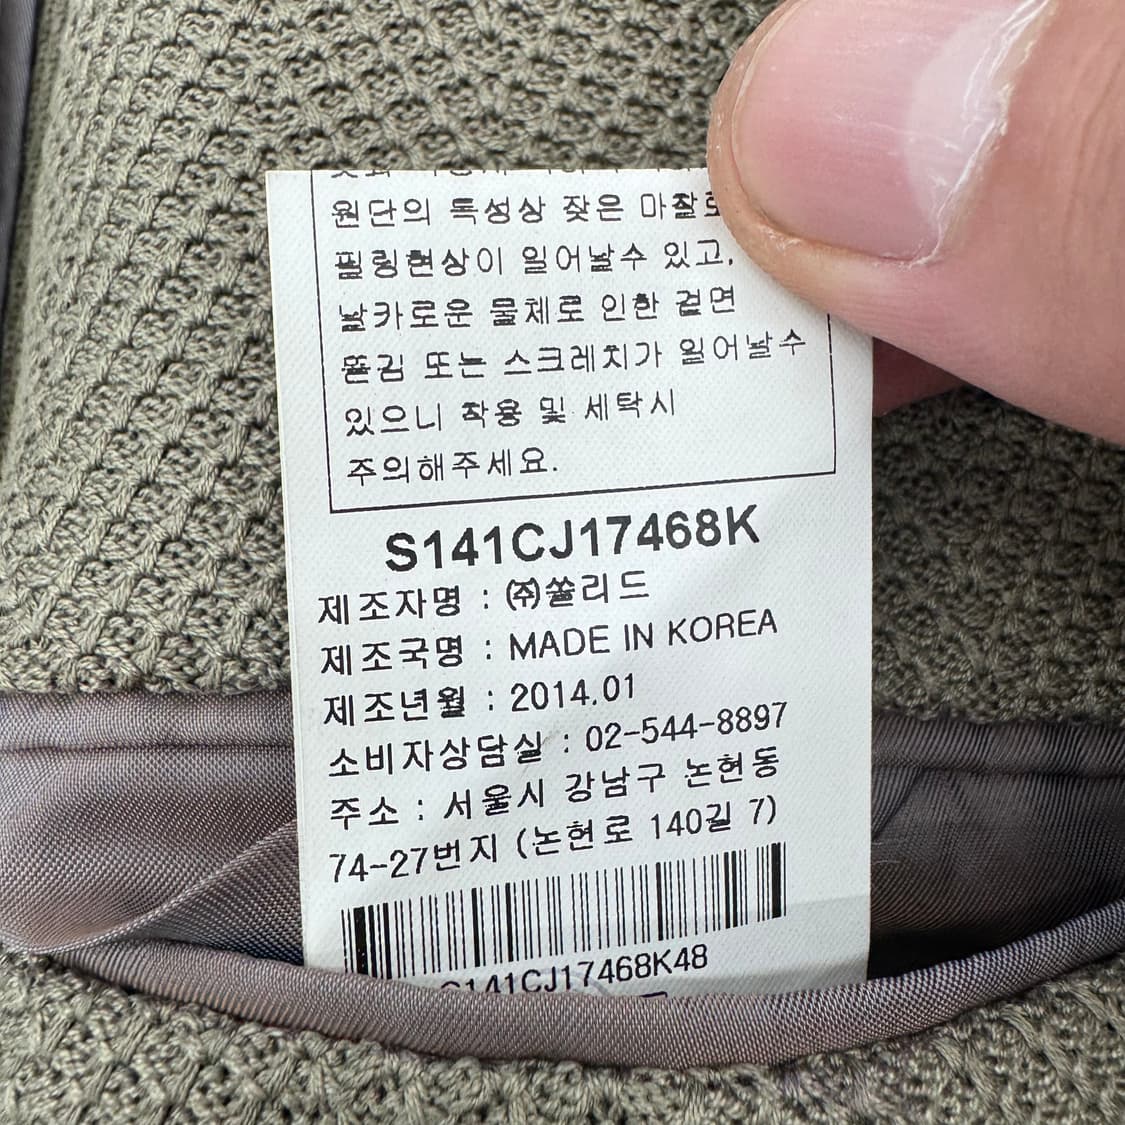 원단의 특성상 잦은 마찰로
필링현상이 일어날수 있고,
날카로운 물체로 인한 겉면
뜯김 또는 스크레치가 일어날수
있으니 착용 및 세탁시
주의해주세요.
S141CJ17468K
제조자명 : ㈜쏠리드
제조국명 : MADE IN KOREA
제조년월 : 2014.01
소비자상담실 : 02-544-8897
주소 : 서울시 강남구 논현동
74-27번지 (논현로 140길 7)
S141CJ17468K48